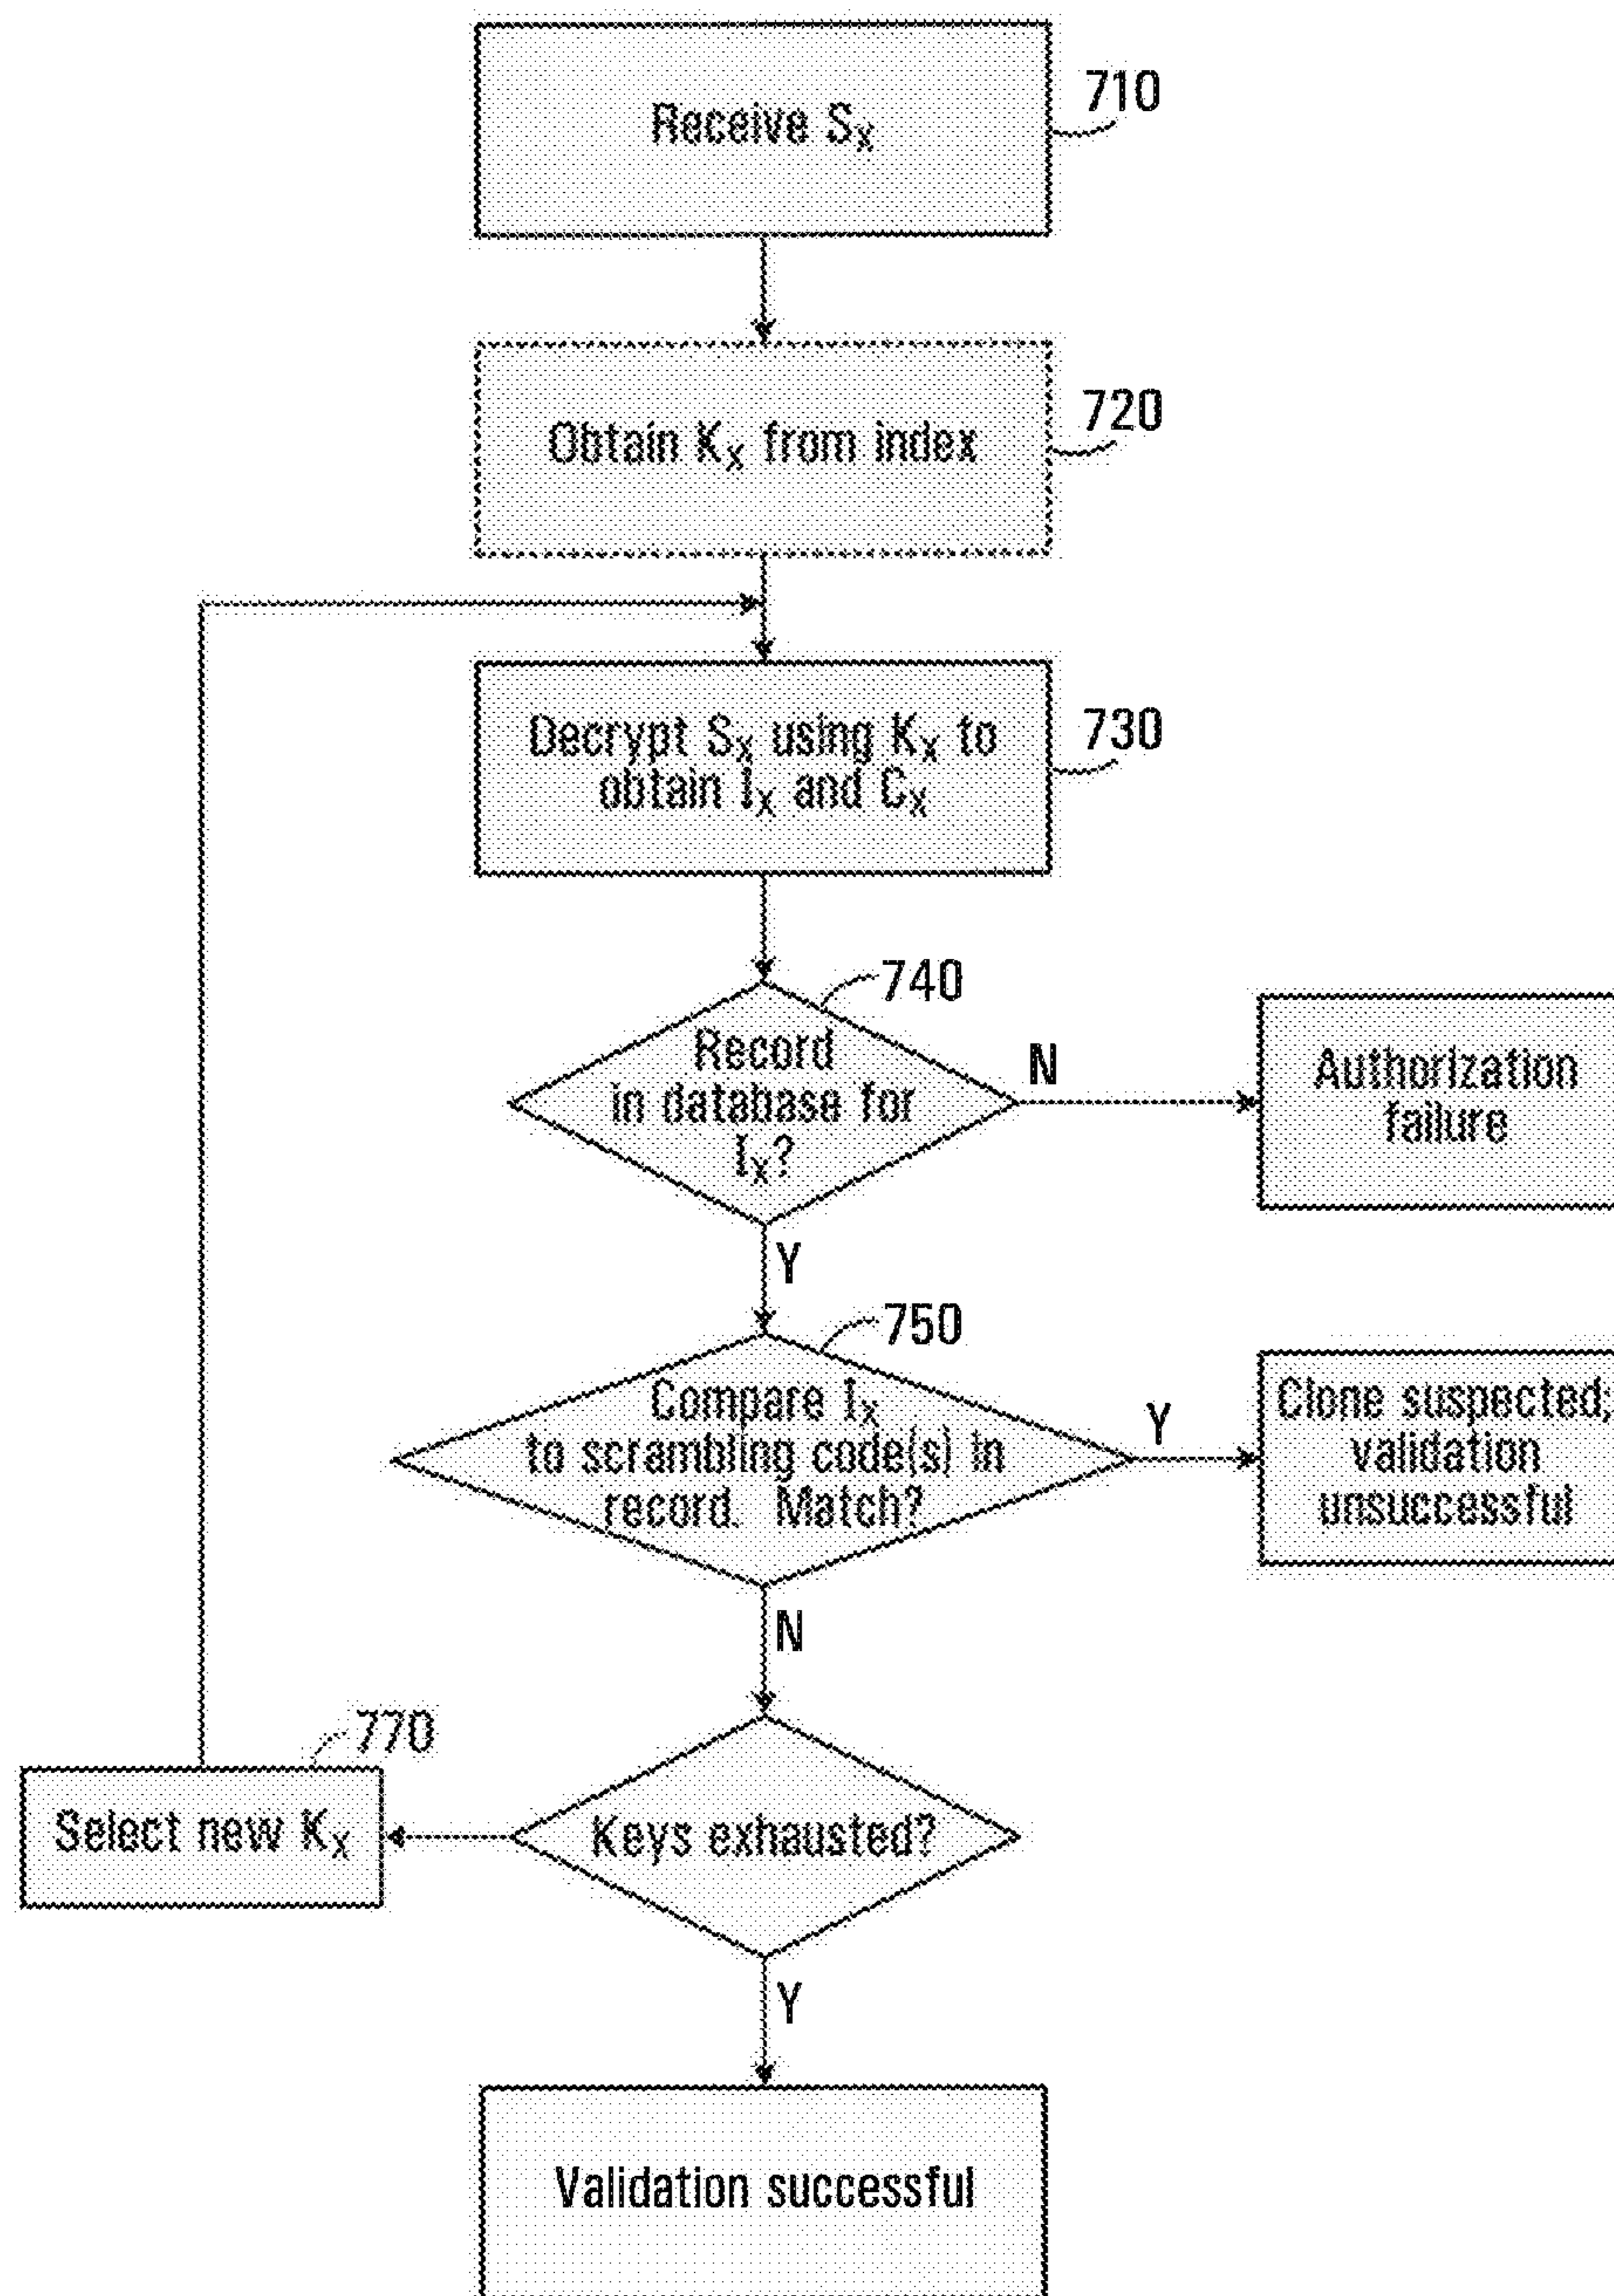 Receive Sx
710
Obtain Kx from index
720
Decrypt Sx using Kx to
obtain Ix and Cx
730
740
Record
in database for
Ix?
N
Authorization
failure
Y
750
Compare Ix
to scrambling code(s) in
record. Match?
Y
Clone suspected;
validation
unsuccessful
N
770
Select new Kx
Keys exhausted?
Y
Validation successful